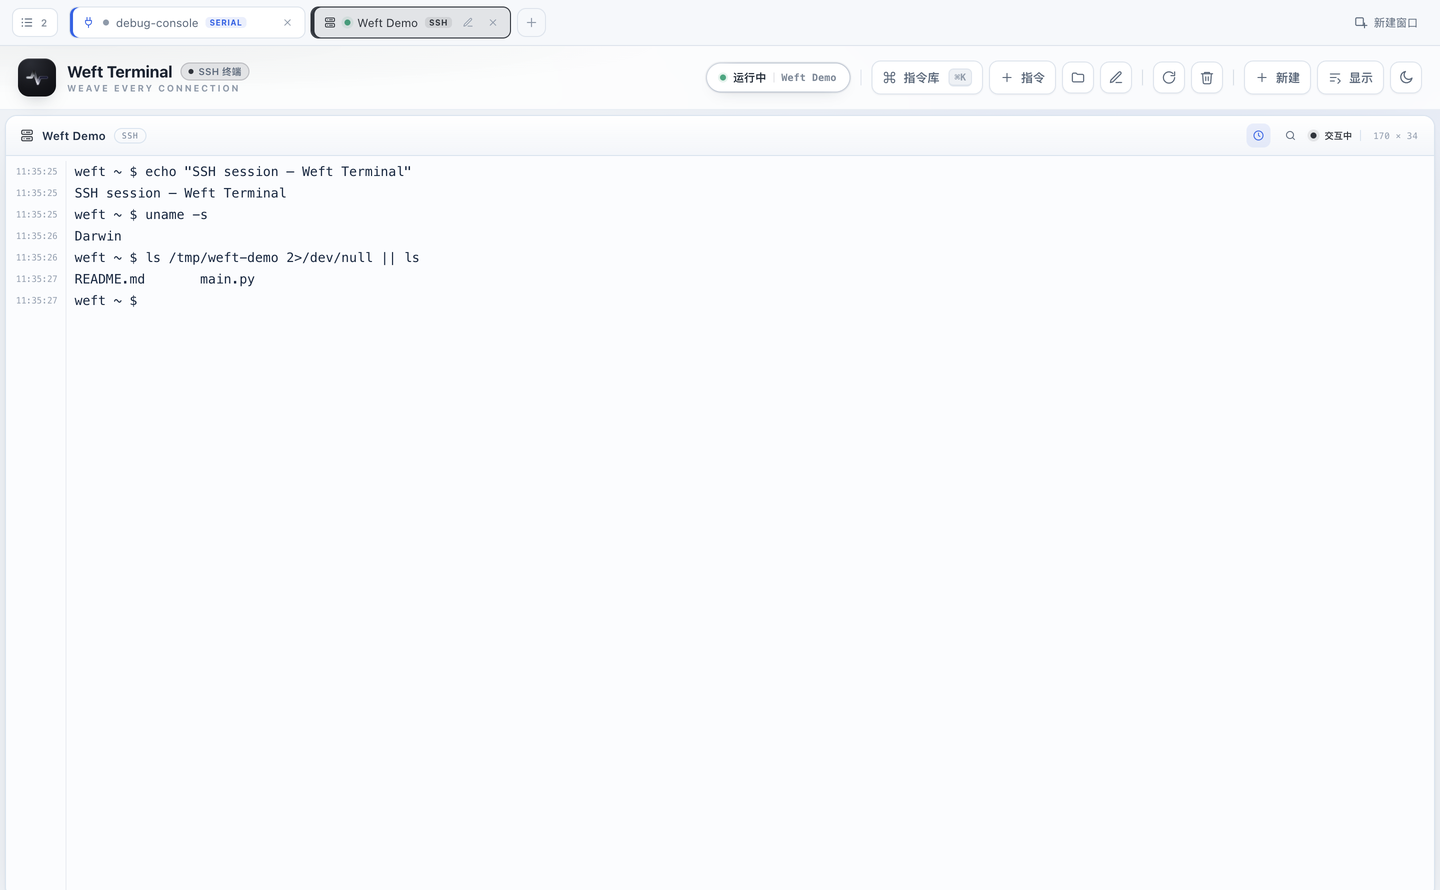 2
debug-console SERIAL
Weft Demo SSH
新建窗口
Weft Terminal
SSH 终端
WEAVE EVERY CONNECTION
运行中 Weft Demo
指令库 ⌘K
指令
新建
显示
Weft Demo SSH
交互中
170 × 34
11:35:25 weft ~ $ echo "SSH session — Weft Terminal"
11:35:25 SSH session — Weft Terminal
11:35:25 weft ~ $ uname -s
11:35:26 Darwin
11:35:26 weft ~ $ ls /tmp/weft-demo 2>/dev/null || ls
11:35:27 README.md main.py
11:35:27 weft ~ $